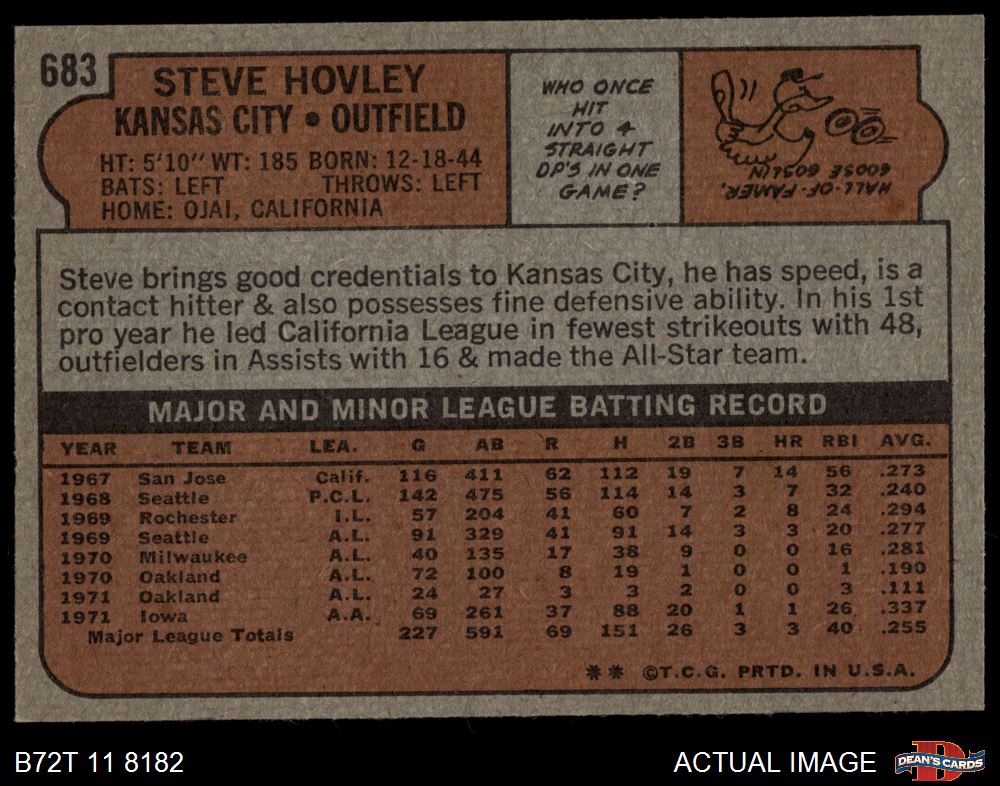 683
STEVE HOVLEY
KANSAS CITY • OUTFIELD
HT: 5'10" WT: 185 BORN: 12-18-44
BATS: LEFT THROWS: LEFT
HOME: OJAI, CALIFORNIA
WHO ONCE
HIT
INTO 4
STRAIGHT
DP'S IN ONE
GAME?
HALL-OF-FAMER,
GOOSE GOSLIN
Steve brings good credentials to Kansas City, he has speed, is a
contact hitter & also possesses fine defensive ability. In his 1st
pro year he led California League in fewest strikeouts with 48,
outfielders in Assists with 16 & made the All-Star team.
MAJOR AND MINOR LEAGUE BATTING RECORD
YEAR TEAM LEA. G AB R H 2B 3B HR RBI AVG.
1967 San Jose Calif. 116 411 62 112 19 7 14 56 .273
1968 Seattle P.C.L. 142 475 56 114 14 3 7 32 .240
1969 Rochester I.L. 57 204 41 60 7 2 8 24 .294
1969 Seattle A.L. 91 329 41 91 14 3 3 20 .277
1970 Milwaukee A.L. 40 135 17 38 9 0 0 16 .281
1970 Oakland A.L. 72 100 8 19 1 0 0 1 .190
1971 Oakland A.L. 24 27 3 3 2 0 0 3 .111
1971 Iowa A.A. 69 261 37 88 20 1 1 26 .337
Major League Totals 227 591 69 151 26 3 3 40 .255
** ©T.C.G. PRTD. IN U.S.A.
B72T 11 8182
ACTUAL IMAGE
D
DEAN'S CARDS